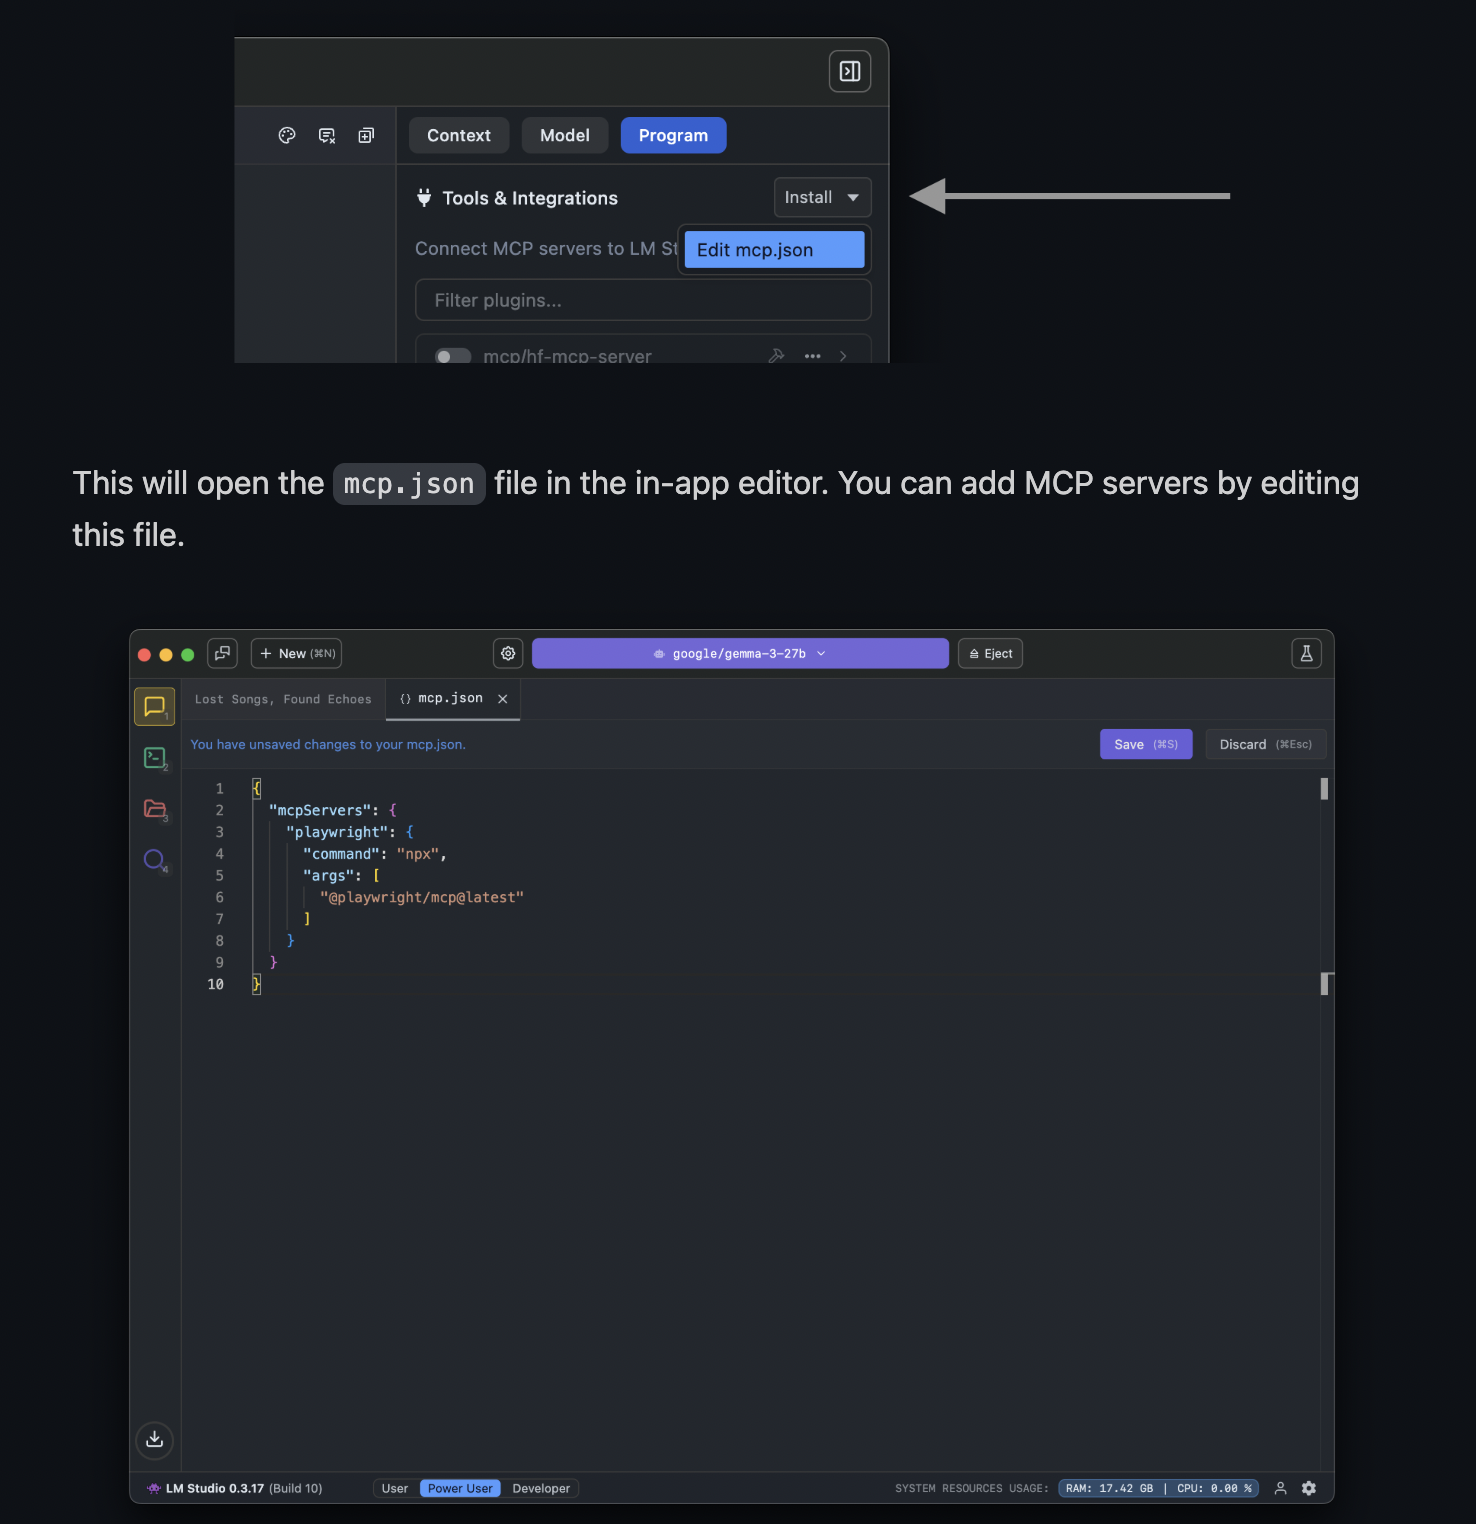 Context Model Program
Tools & Integrations Install
Connect MCP servers to LM St
Edit mcp.json
Filter plugins...
mcp/hf-mcp-server
This will open the mcp.json file in the in-app editor. You can add MCP servers by editing
this file.
+ New (⌘N) google/gemma-3-27b Eject
Lost Songs, Found Echoes {} mcp.json
You have unsaved changes to your mcp.json. Save (⌘S) Discard (⌘Esc)
1 {
2 "mcpServers": {
3 "playwright": {
4 "command": "npx",
5 "args": [
6 "@playwright/mcp@latest"
7 ]
8 }
9 }
10 }
1
2
3
4
LM Studio 0.3.17 (Build 10) User Power User Developer SYSTEM RESOURCES USAGE: RAM: 17.42 GB | CPU: 0.00 %